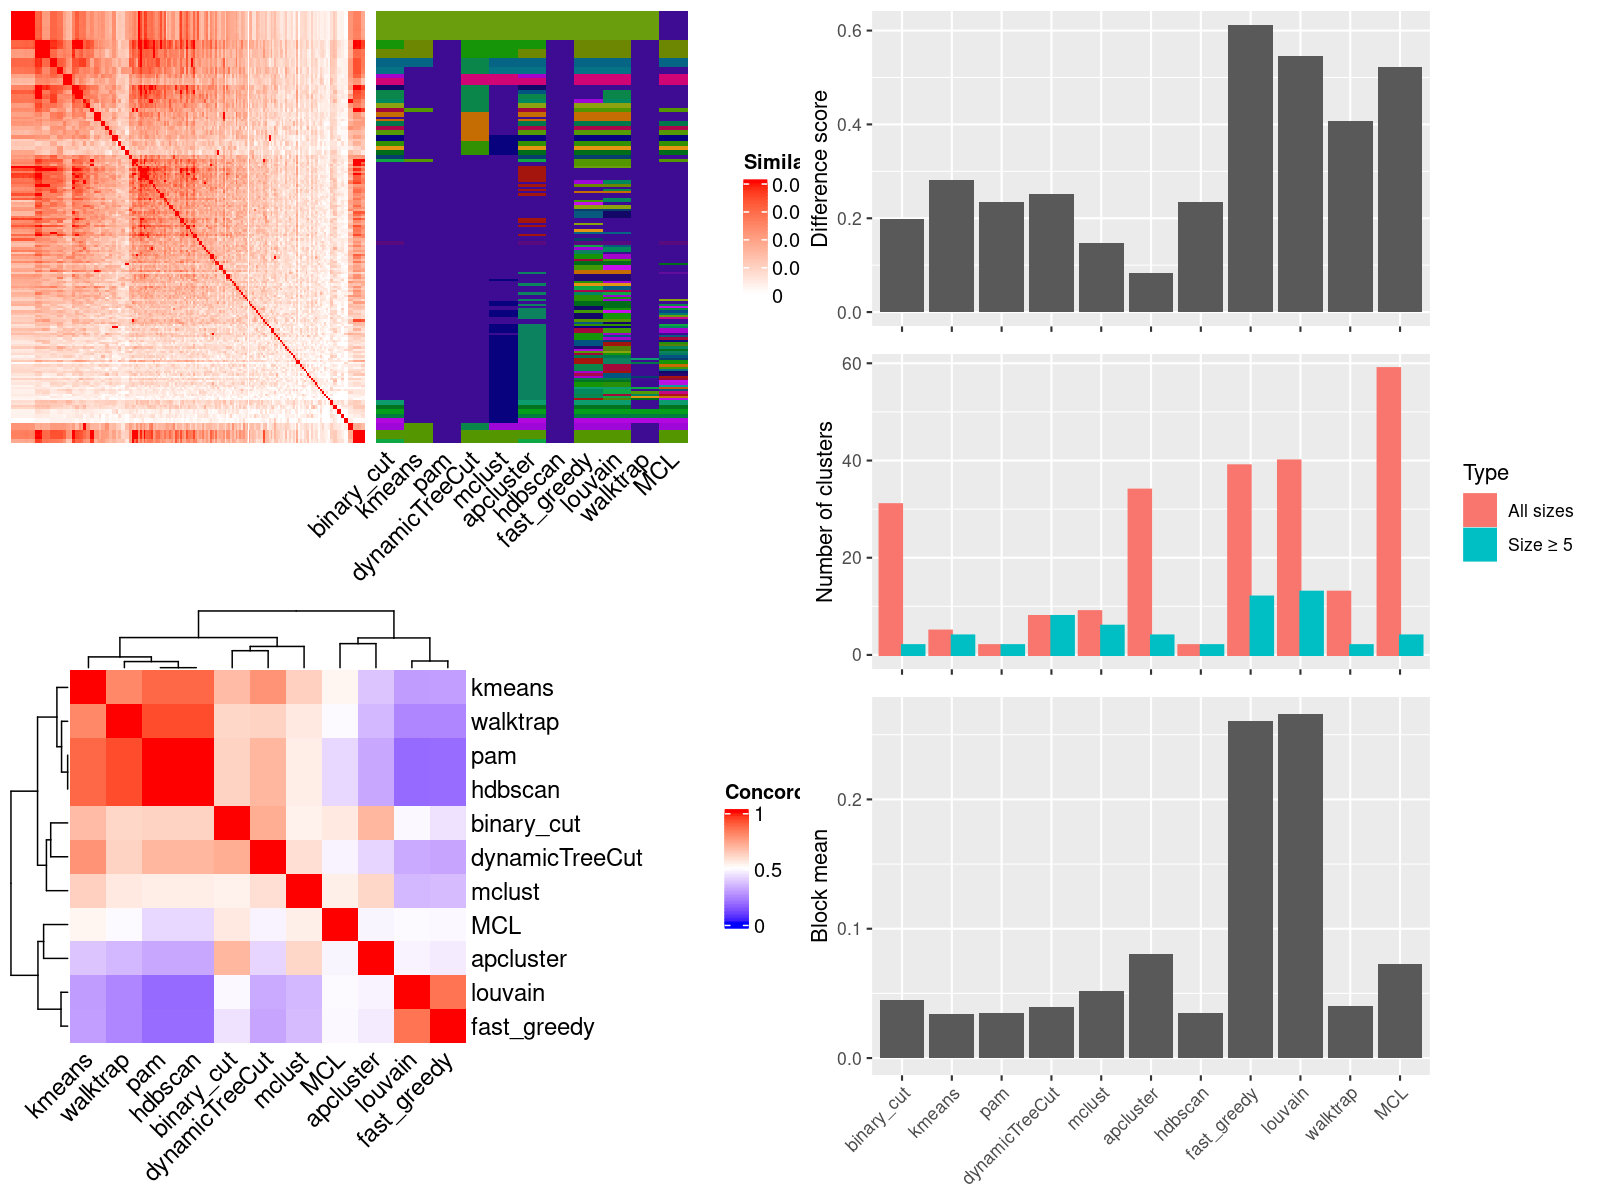 Simila
0.0
0.0
0.0
0.0
0
binary_cut
kmeans
pam
dynamicTreeCut
mclust
apcluster
hdbscan
fast_greedy
louvain
walktrap
MCL
kmeans
walktrap
pam
hdbscan
binary_cut
dynamicTreeCut
mclust
MCL
apcluster
louvain
fast_greedy
kmeans
walktrap
pam
hdbscan
binary_cut
dynamicTreeCut
mclust
MCL
apcluster
louvain
fast_greedy
Concord
1
0.5
0
Difference score
0.6
0.4
0.2
0.0
Number of clusters
60
40
20
0
Type
All sizes
Size ≥ 5
Block mean
0.2
0.1
0.0
binary_cut
kmeans
pam
dynamicTreeCut
mclust
apcluster
hdbscan
fast_greedy
louvain
walktrap
MCL